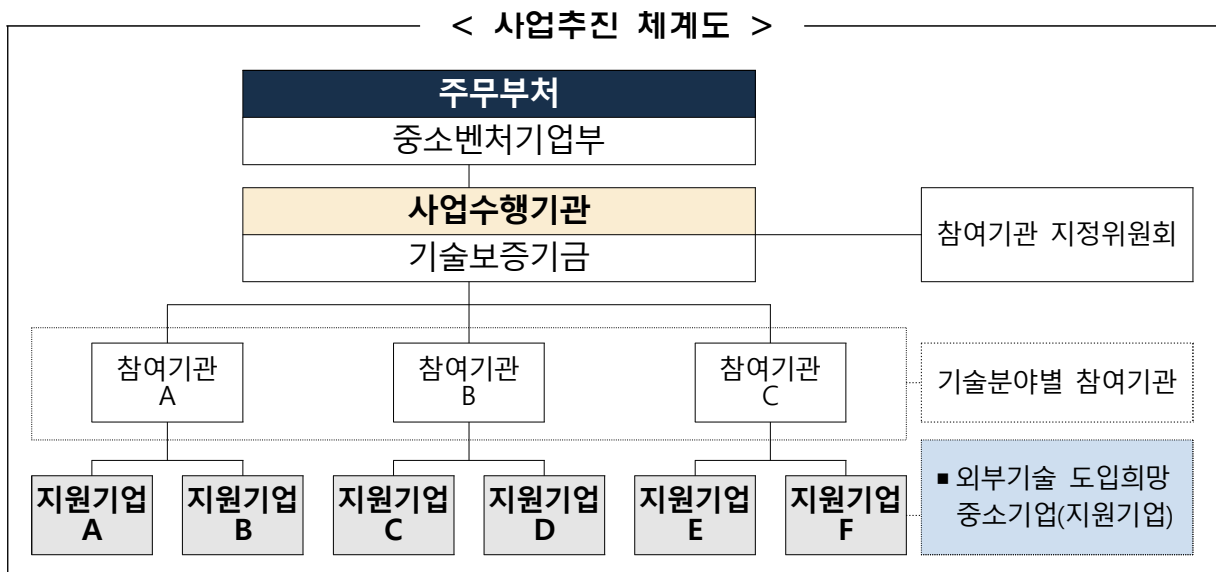 < 사업추진 체계도 >
주무부처
중소벤처기업부
사업수행기관
기술보증기금
참여기관 지정위원회
참여기관
A
참여기관
B
참여기관
C
기술분야별 참여기관
지원기업
A
지원기업
B
지원기업
C
지원기업
D
지원기업
E
지원기업
F
▪ 외부기술 도입희망
중소기업(지원기업)